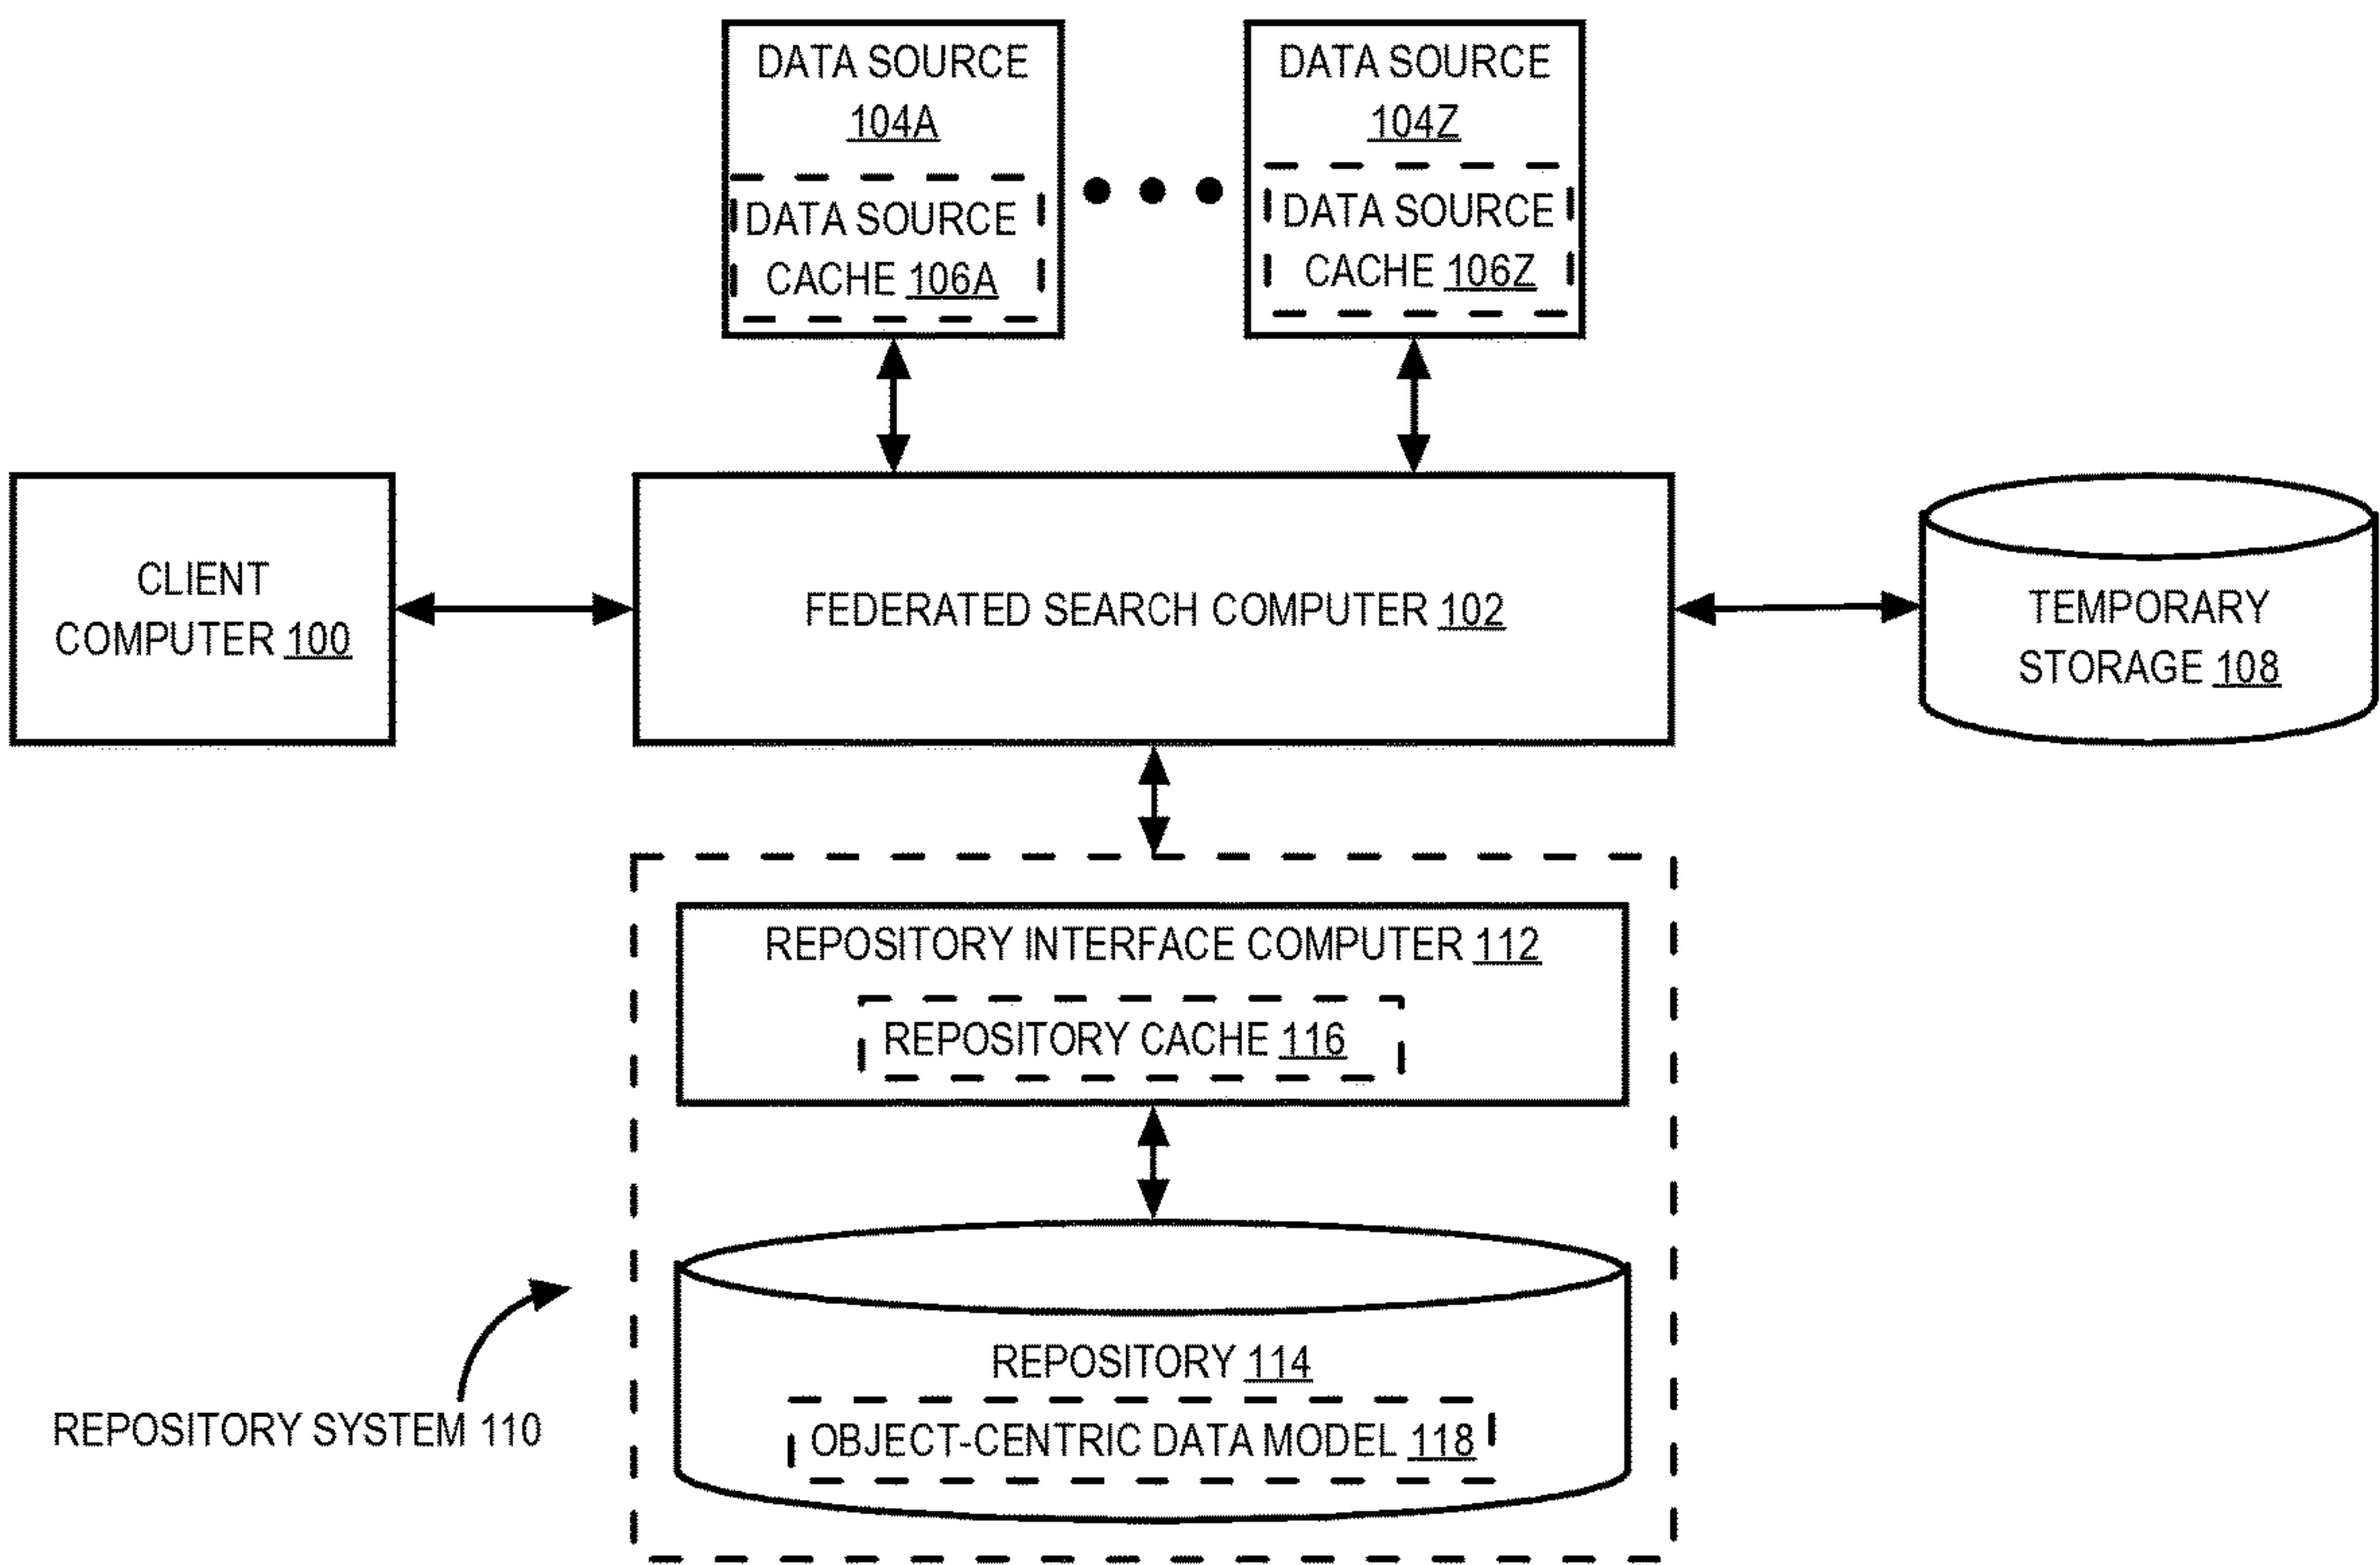 DATA SOURCE
104A
DATA SOURCE
CACHE 106A
DATA SOURCE
104Z
DATA SOURCE
CACHE 106Z
CLIENT
COMPUTER 100
FEDERATED SEARCH COMPUTER 102
TEMPORARY
STORAGE 108
REPOSITORY INTERFACE COMPUTER 112
REPOSITORY CACHE 116
REPOSITORY 114
OBJECT-CENTRIC DATA MODEL 118
REPOSITORY SYSTEM 110